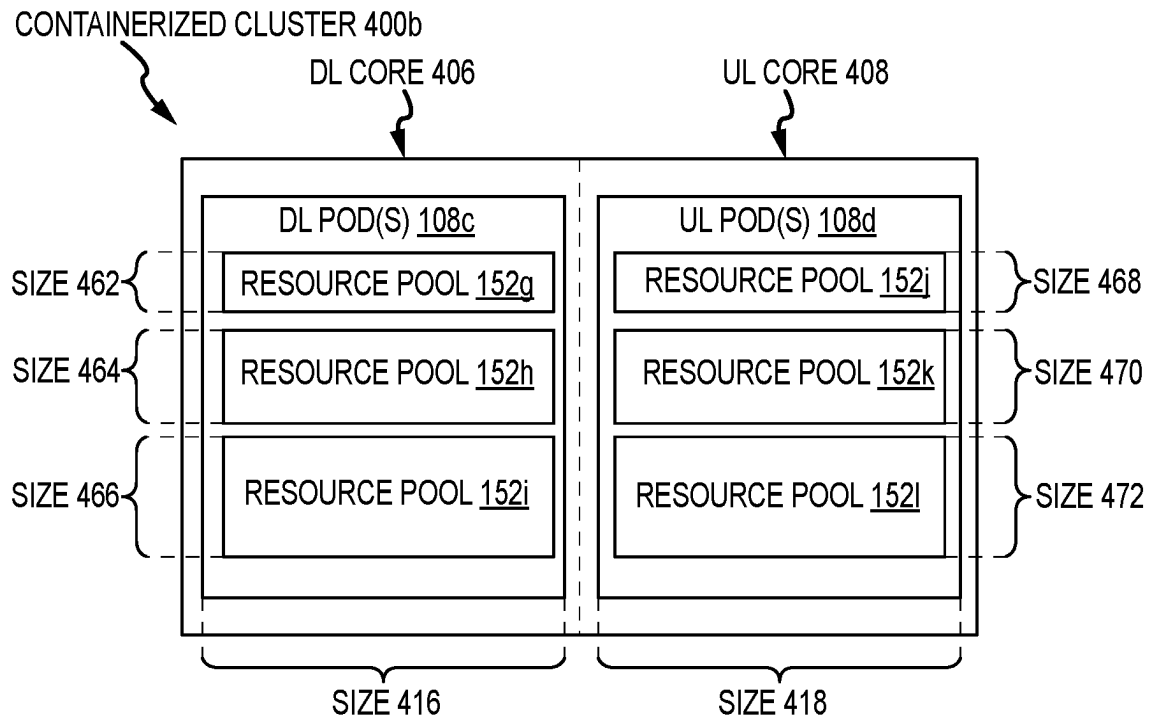 CONTAINERIZED CLUSTER 400b
DL CORE 406
UL CORE 408
DL POD(S) 108c
UL POD(S) 108d
SIZE 462
RESOURCE POOL 152g
RESOURCE POOL 152j
SIZE 468
SIZE 464
RESOURCE POOL 152h
RESOURCE POOL 152k
SIZE 470
SIZE 466
RESOURCE POOL 152i
RESOURCE POOL 152l
SIZE 472
SIZE 416
SIZE 418